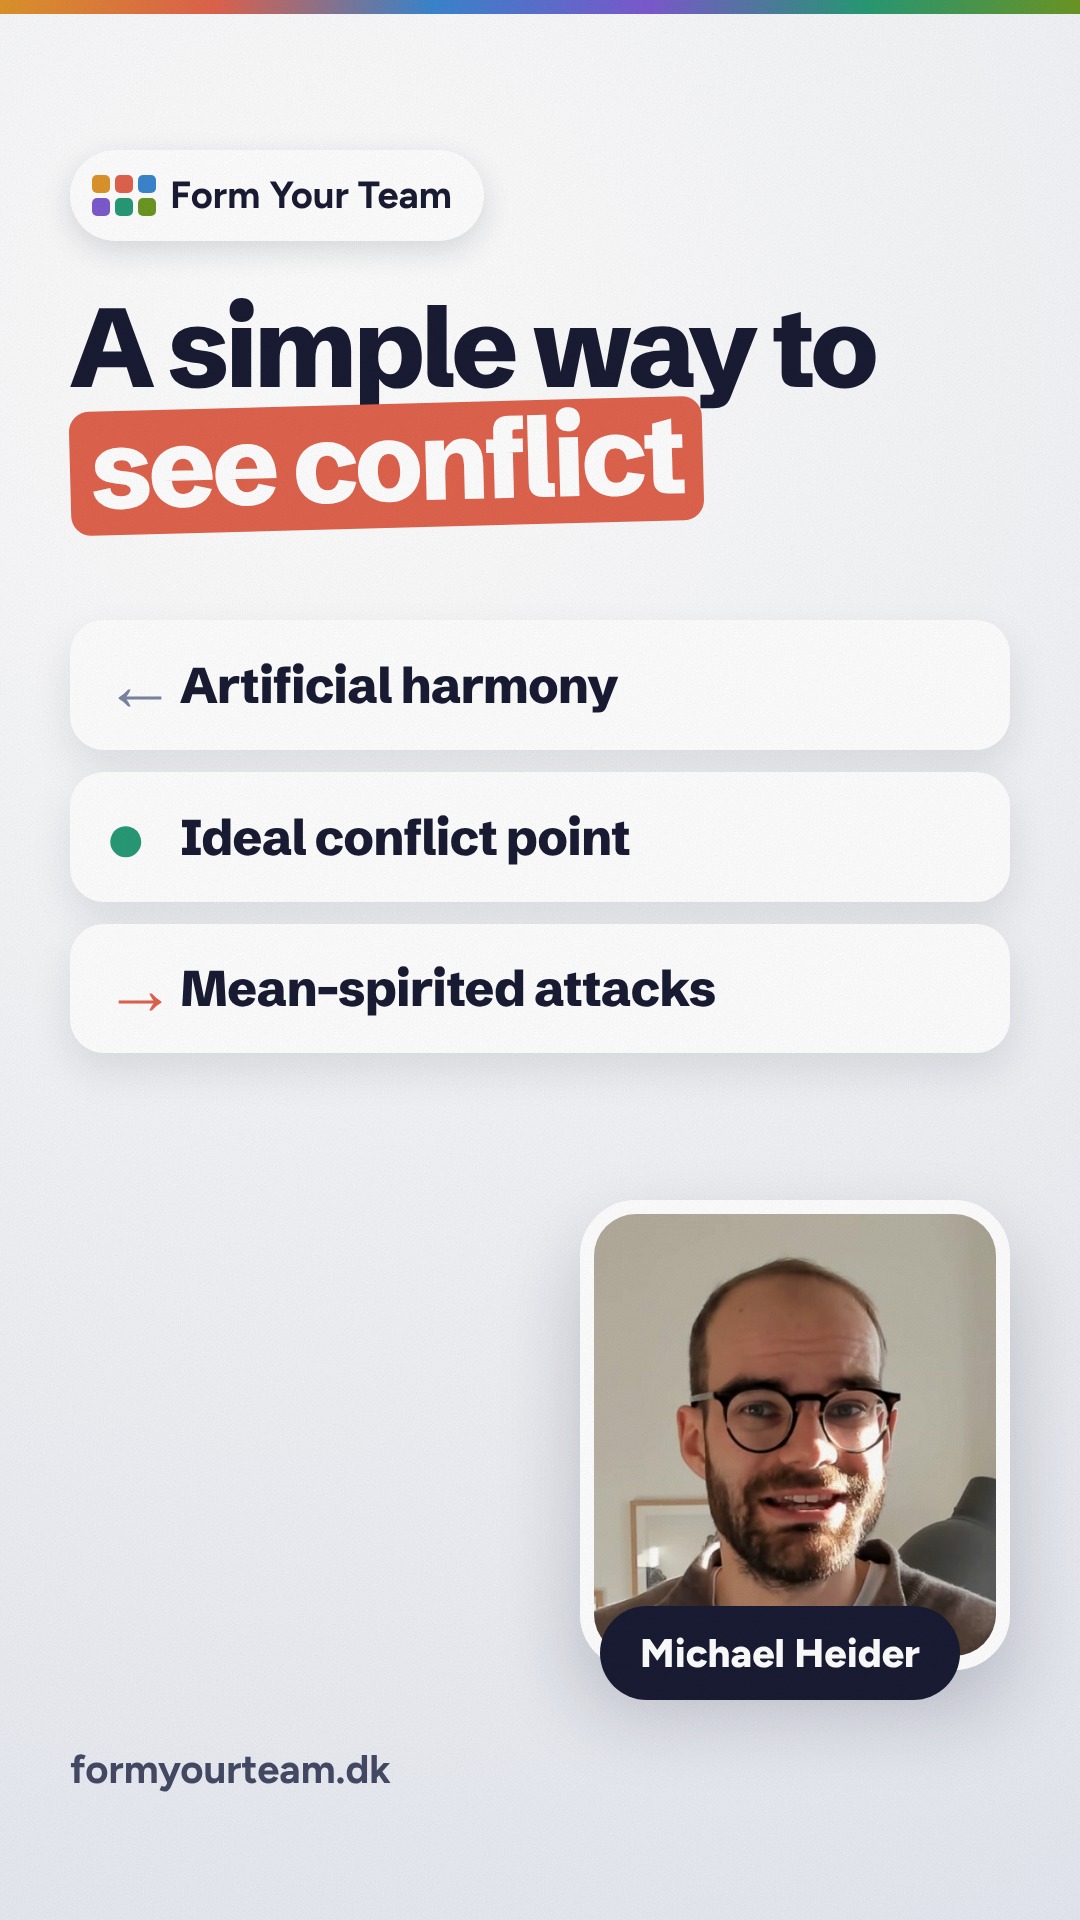 Form Your Team
A simple way to
see conflict
← Artificial harmony
Ideal conflict point
→ Mean-spirited attacks
Michael Heider
formyourteam.dk